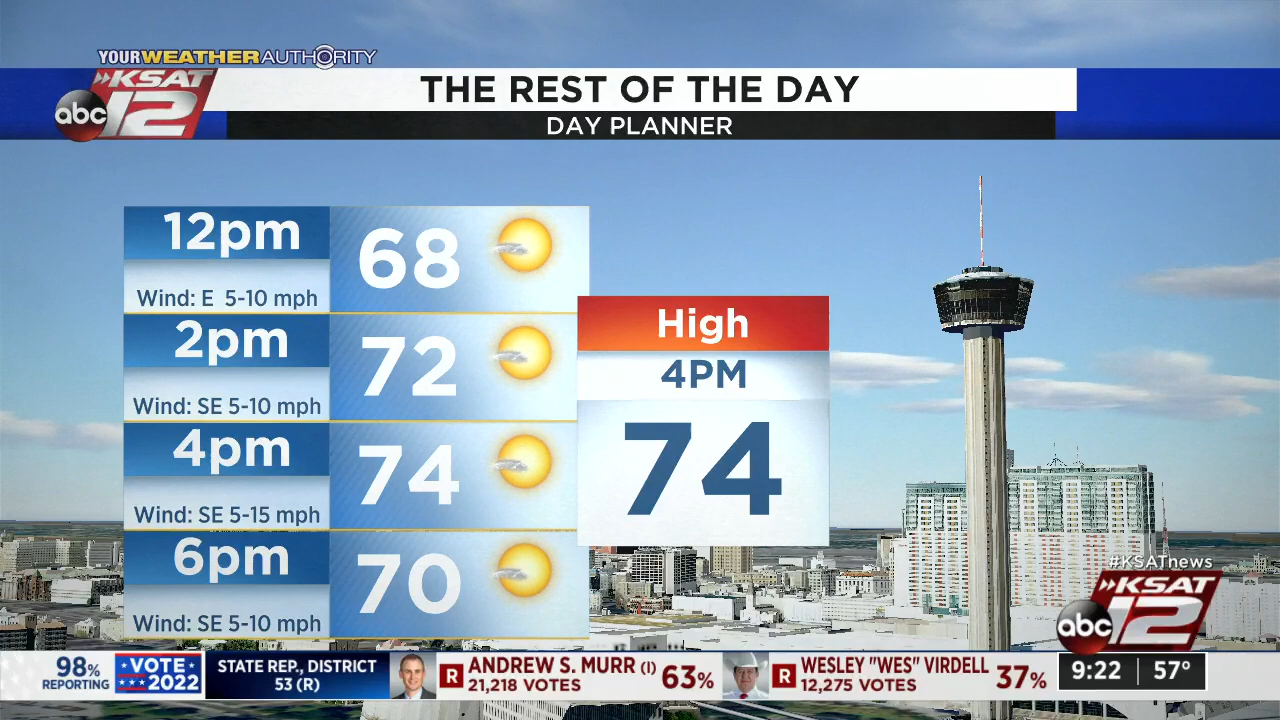 YOURWEATHERAUTHORITY
KSAT
abc 12
THE REST OF THE DAY
DAY PLANNER
12pm
Wind: E 5-10 mph
68
2pm
Wind: SE 5-10 mph
72
4pm
Wind: SE 5-15 mph
74
6pm
Wind: SE 5-10 mph
70
High
4PM
74
#KSATnews
KSAT
abc 12
98% REPORTING
VOTE 2022
STATE REP., DISTRICT
53 (R)
R ANDREW S. MURR (I)
21,218 VOTES
63%
R WESLEY "WES" VIRDELL
12,275 VOTES
37%
9:22 57°